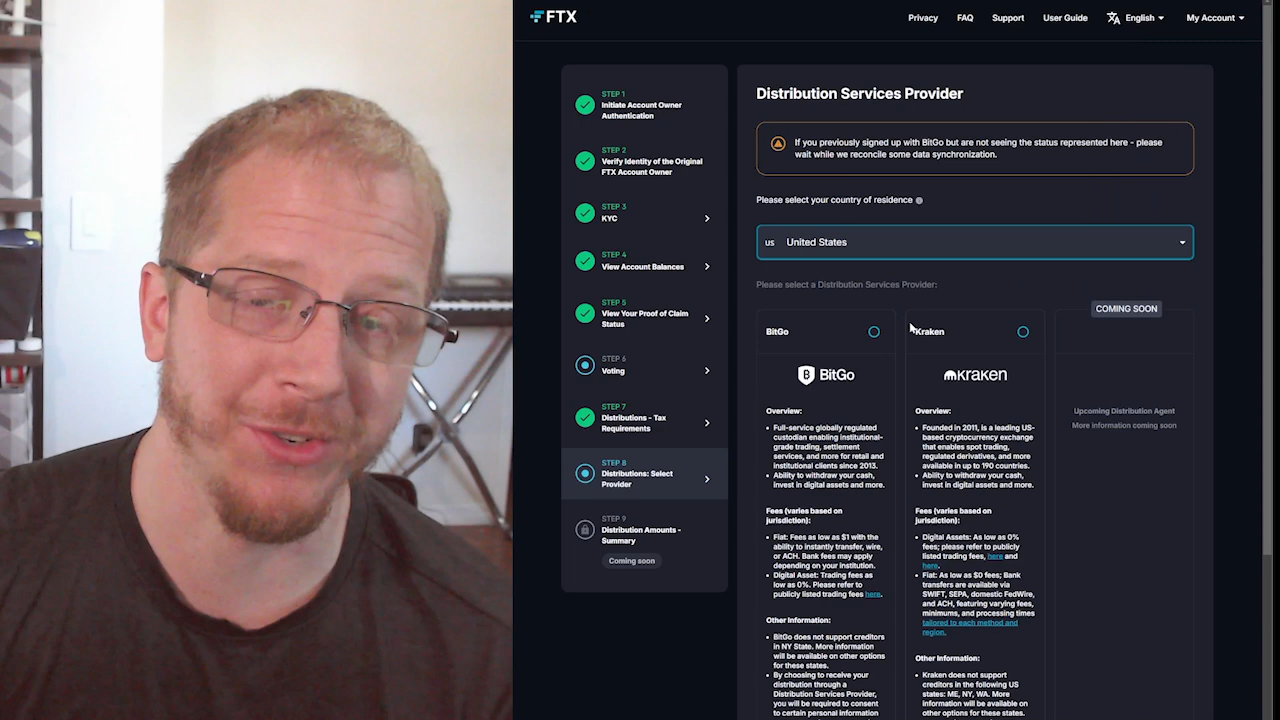 FTX
Privacy
FAQ
Support
User Guide
English
My Account
STEP 1
Initiate Account Owner
Authentication
STEP 2
Verify Identity of the Original
FTX Account Owner
STEP 3
KYC
STEP 4
View Account Balances
STEP 5
View Your Proof of Claim
Status
STEP 6
Voting
STEP 7
Distributions - Tax
Requirements
STEP 8
Distributions: Select
Provider
STEP 9
Distribution Amounts -
Summary
Coming soon
Distribution Services Provider
If you previously signed up with BitGo but are not seeing the status represented here - please
wait while we reconcile some data synchronization.
Please select your country of residence
us United States
Please select a Distribution Services Provider:
BitGo
BitGo
Overview:
• Full-service globally regulated
custodian enabling institutional-
grade trading, settlement
services, and more for retail and
institutional clients since 2013.
• Ability to withdraw your cash,
invest in digital assets and more.
Fees (varies based on
jurisdiction):
• Fiat: Fees as low as $1 with the
ability to instantly transfer, wire,
or ACH. Bank fees may apply
depending on your institution.
• Digital Asset: Trading fees as
low as 0%. Please refer to
publicly listed trading fees here.
Other Information:
• BitGo does not support creditors
in NY State. More information
will be available on other options
for these states.
• By choosing to receive your
distribution through a
Distribution Services Provider,
you will be required to consent
to certain personal information
Kraken
kraken
Overview:
• Founded in 2011, is a leading US-
based cryptocurrency exchange
that enables spot trading,
regulated derivatives, and more
available in up to 190 countries.
• Ability to withdraw your cash,
invest in digital assets and more.
Fees (varies based on
jurisdiction):
• Digital Assets: As low as 0%
fees; please refer to publicly
listed trading fees, here and
here.
• Fiat: As low as $0 fees; Bank
transfers are available via
SWIFT, SEPA, domestic FedWire,
and ACH, featuring varying fees,
minimums, and processing times
tailored to each method and
region.
Other Information:
• Kraken does not support
creditors in the following US
states: ME, NY, WA. More
information will be available on
other options for these states.
COMING SOON
Upcoming Distribution Agent
More information coming soon